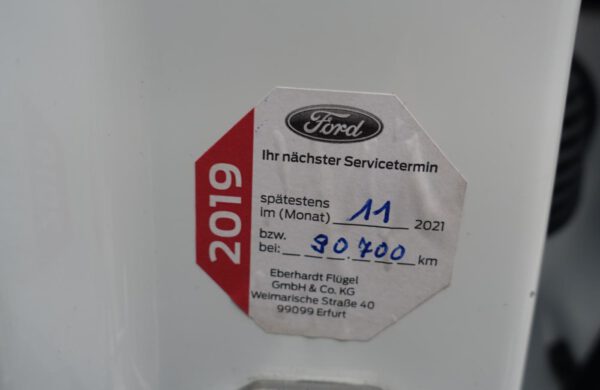 2019
Ford
Ihr nächster Servicetermin
spätestens
im (Monat) 11 2021
bzw.
bei: 90.700 km
Eberhardt Flügel
GmbH & Co. KG
Weimarische Straße 40
99099 Erfurt